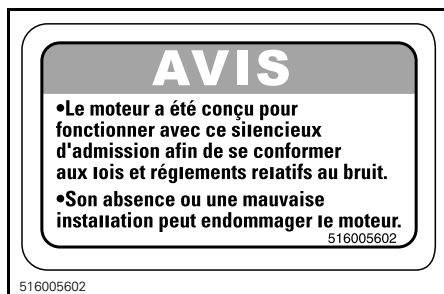 AVIS
•Le moteur a été conçu pour
fonctionner avec ce silencieux
d'admission afin de se conformer
aux lois et réglements relatifs au bruit.
•Son absence ou une mauvaise
installation peut endommager le moteur.
516005602
516005602